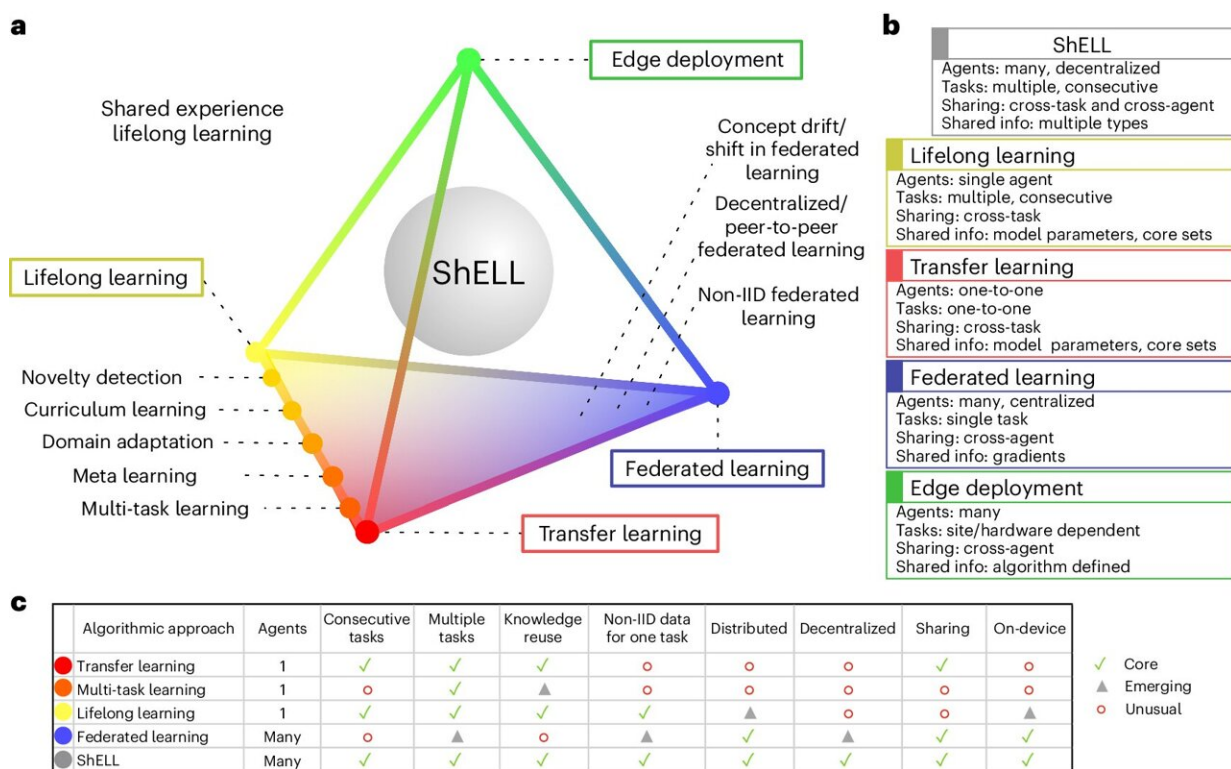 a
Edge deployment
Shared experience
lifelong learning
Concept drift/
shift in federated
learning
Decentralized/
peer-to-peer
federated learning
Non-IID federated
learning
ShELL
Lifelong learning
Novelty detection
Curriculum learning
Domain adaptation
Meta learning
Multi-task learning
Federated learning
Transfer learning
b
ShELL
Agents: many, decentralized
Tasks: multiple, consecutive
Sharing: cross-task and cross-agent
Shared info: multiple types
Lifelong learning
Agents: single agent
Tasks: multiple, consecutive
Sharing: cross-task
Shared info: model parameters, core sets
Transfer learning
Agents: one-to-one
Tasks: one-to-one
Sharing: cross-task
Shared info: model parameters, core sets
Federated learning
Agents: many, centralized
Tasks: single task
Sharing: cross-agent
Shared info: gradients
Edge deployment
Agents: many
Tasks: site/hardware dependent
Sharing: cross-agent
Shared info: algorithm defined
c
Algorithmic approach Agents Consecutive tasks Multiple tasks Knowledge reuse Non-IID data for one task Distributed Decentralized Sharing On-device
Transfer learning 1 ✓ ✓ ✓ ○ ○ ○ ✓ ○
Multi-task learning 1 ○ ✓ ▲ ○ ○ ○ ○ ○
Lifelong learning 1 ✓ ✓ ✓ ✓ ▲ ○ ○ ▲
Federated learning Many ○ ▲ ○ ▲ ✓ ▲ ✓ ✓
ShELL Many ✓ ✓ ✓ ✓ ✓ ✓ ✓ ✓
✓ Core
▲ Emerging
○ Unusual